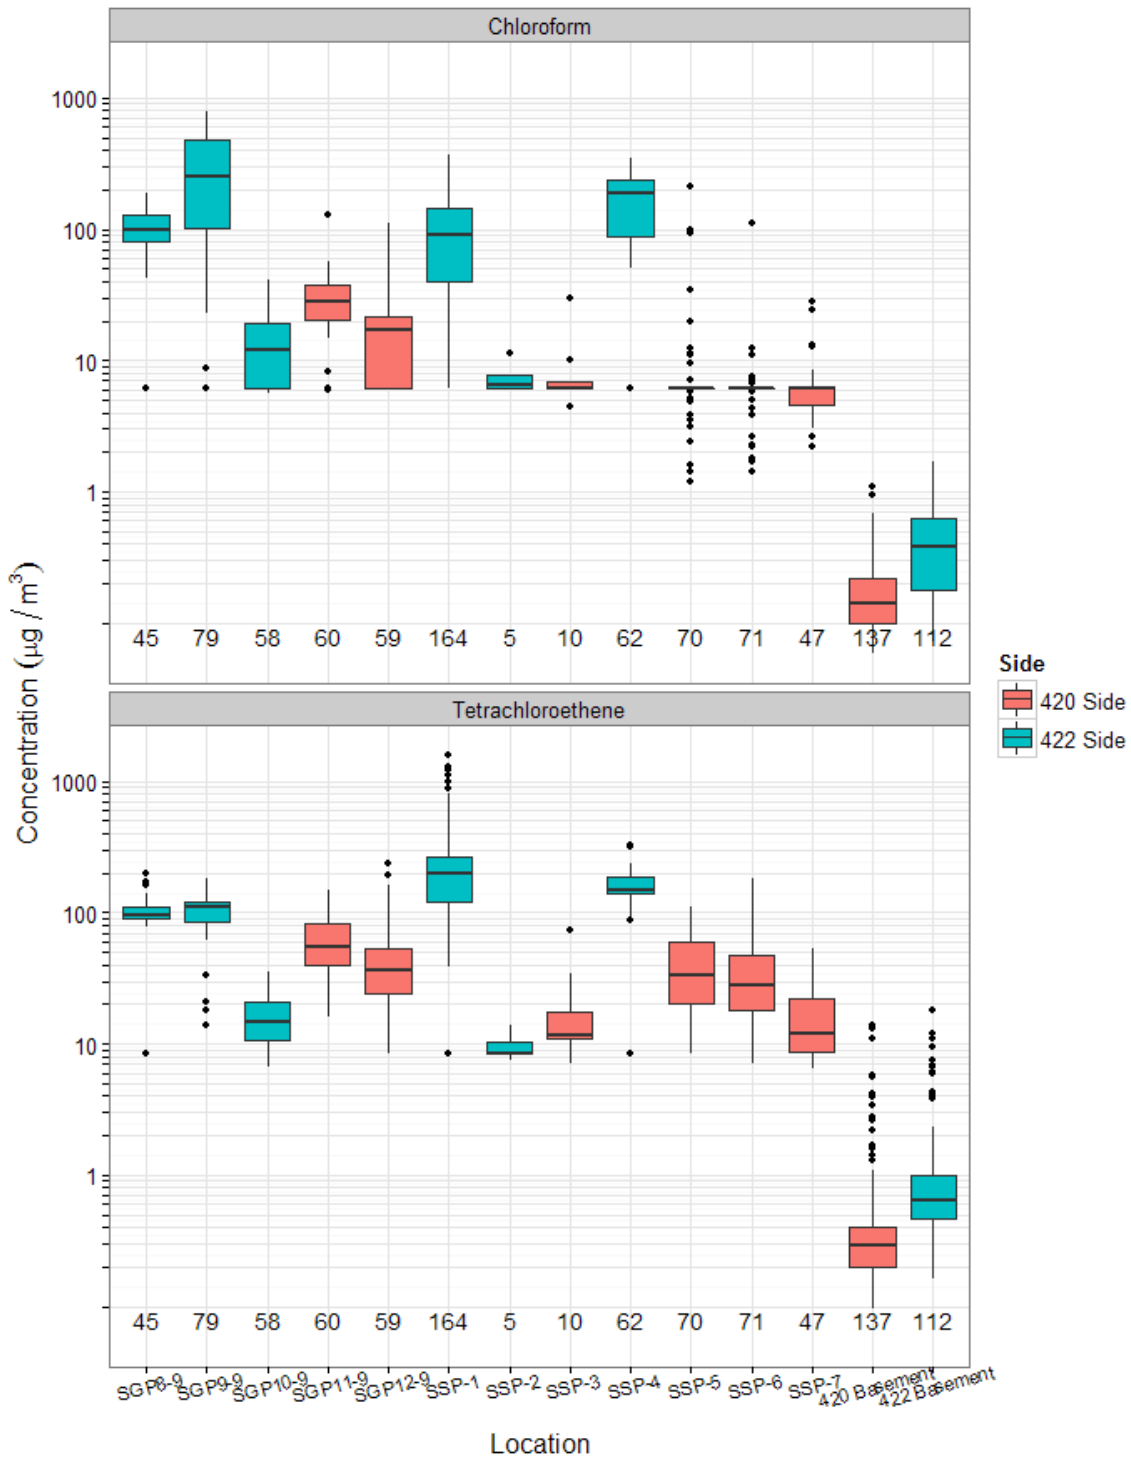 Chloroform
1000
100
10
1
45 79 58 60 59 164 5 10 62 70 71 47 137 112
Concentration (μg / m³)
Side
420 Side
422 Side
Tetrachloroethene
1000
100
10
1
45 79 58 60 59 164 5 10 62 70 71 47 137 112
SGP8-9 SGP9-9 SGP10-9 SGP11-9 SGP12-9 SSP-1 SSP-2 SSP-3 SSP-4 SSP-5 SSP-6 SSP-7 420 Basement 422 Basement
Location